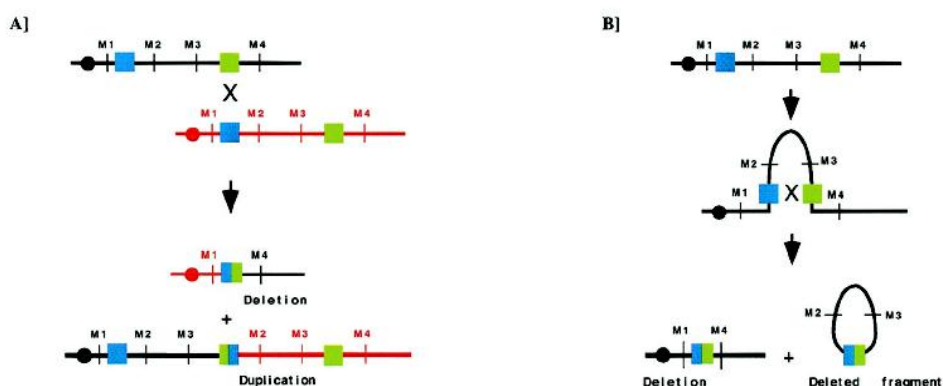 A]
M1 M2 M3 M4
X
M1 M2 M3 M4
M1 M4
Deletion
+
M1 M2 M3 M2 M3 M4
Duplication
B]
M1 M2 M3 M4
M2 M3
M1 X M4
M2 M3
M1 M4
+
Deletion Deleted fragment